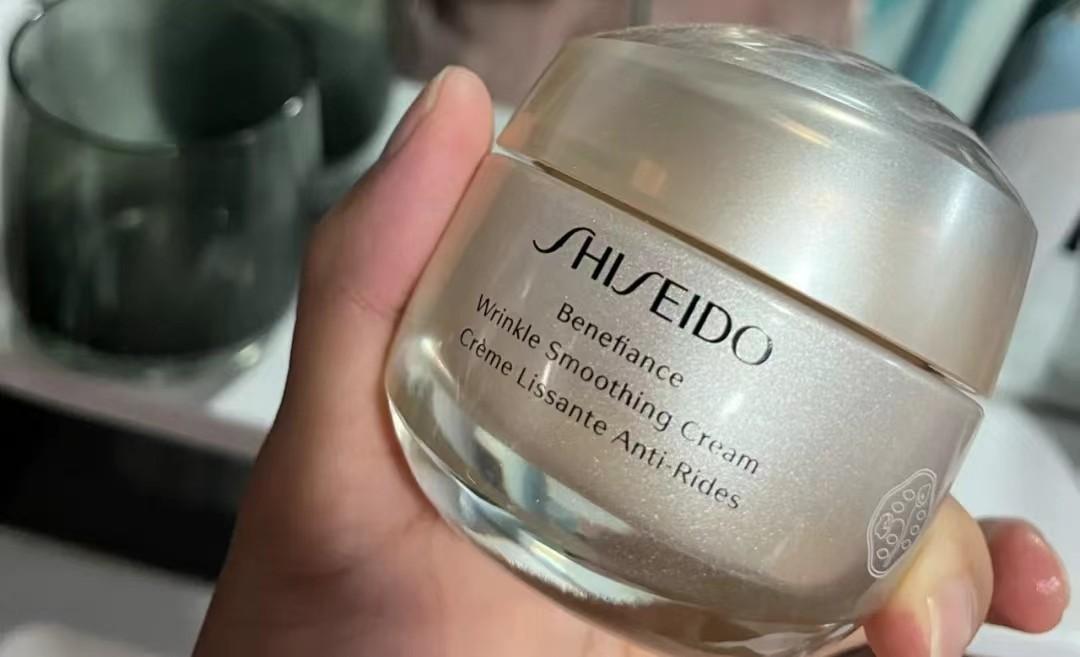 SHISEIDO
Benefiance
Wrinkle Smoothing Cream
Crème Lissante Anti-Rides